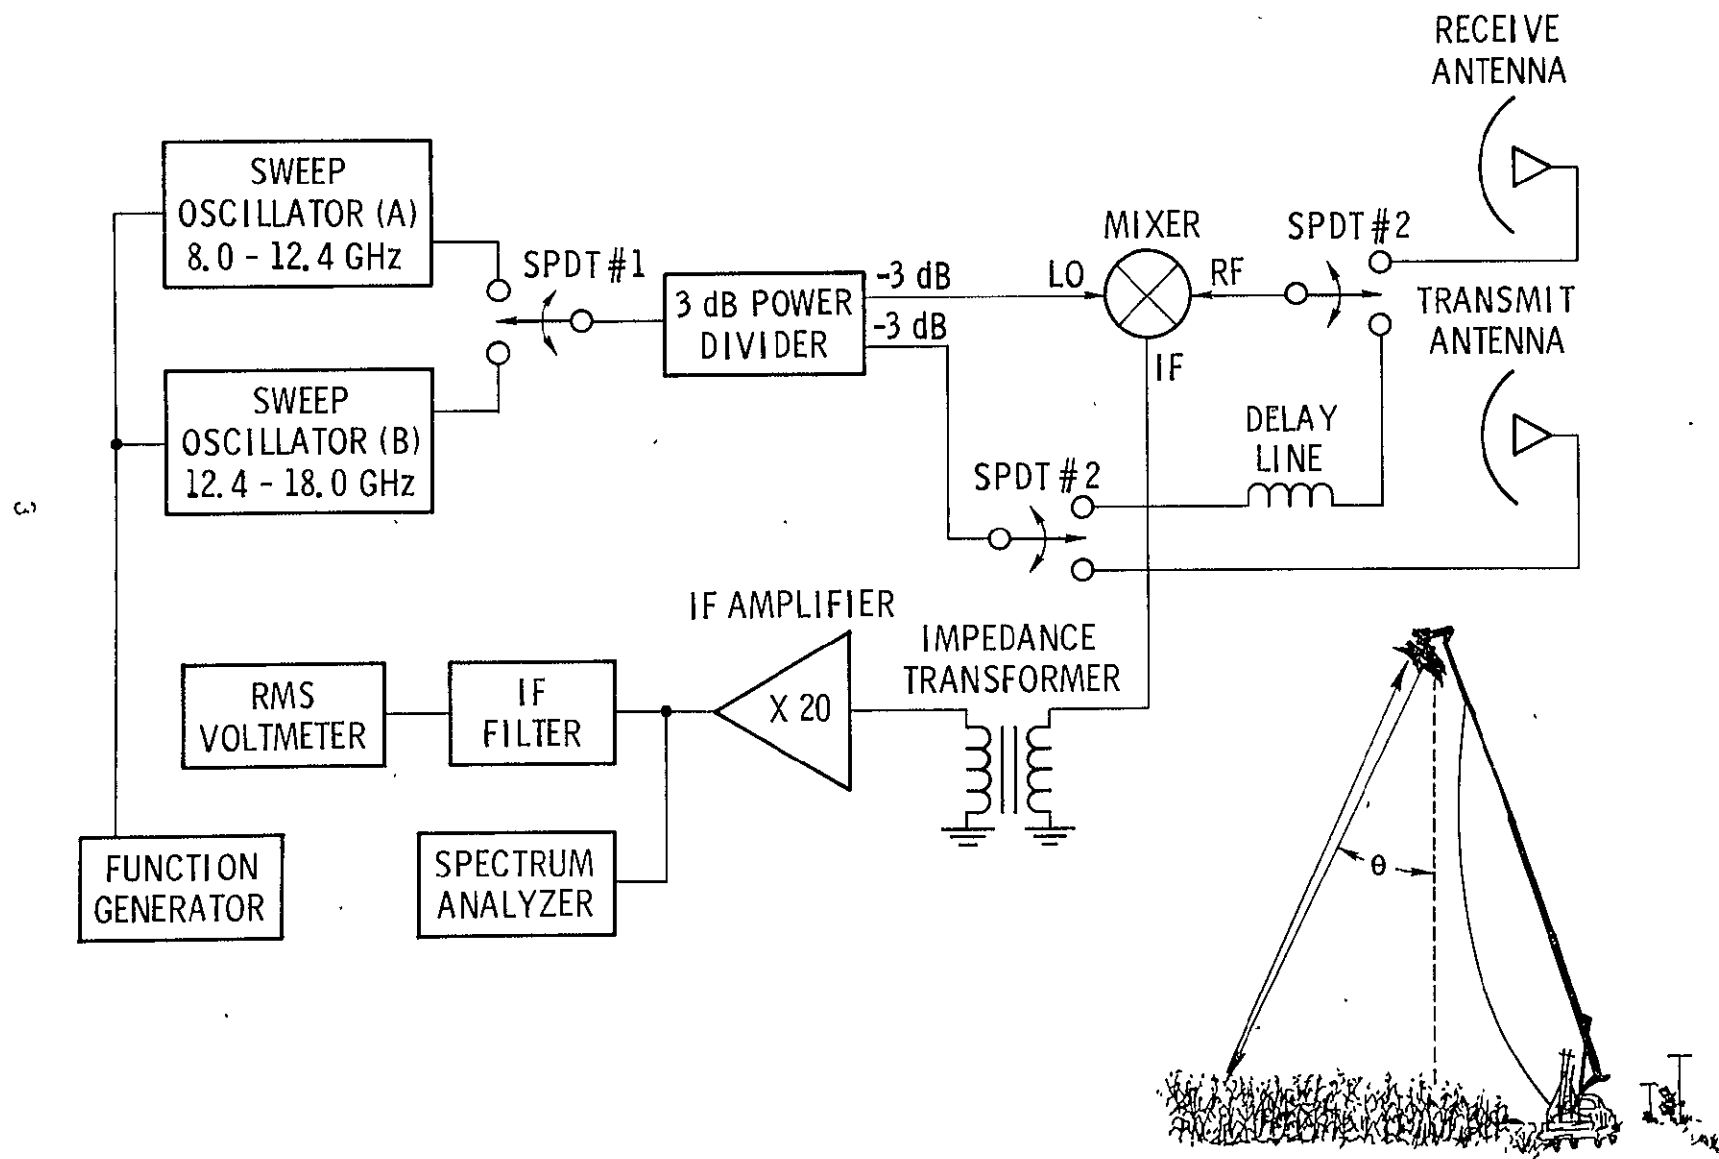 RECEIVE
ANTENNA
SWEEP
OSCILLATOR (A)
8.0 - 12.4 GHz
SPDT #1
SWEEP
OSCILLATOR (B)
12.4 - 18.0 GHz
3 dB POWER
DIVIDER
-3 dB
-3 dB
MIXER
LO
RF
IF
SPDT #2
TRANSMIT
ANTENNA
DELAY
LINE
SPDT #2
IF AMPLIFIER
X 20
IMPEDANCE
TRANSFORMER
RMS
VOLTMETER
IF
FILTER
FUNCTION
GENERATOR
SPECTRUM
ANALYZER
θ